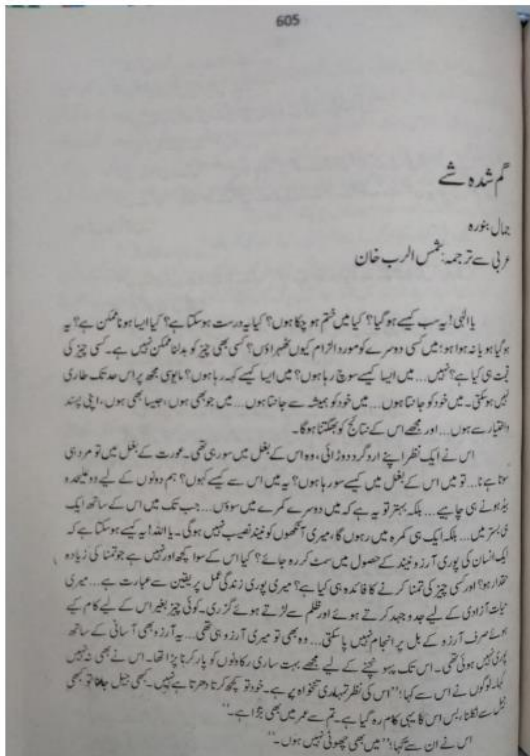 605
گم شدہ شے
جمال بنورہ
عربی سے ترجمہ: شمس الرب خان
یا الٰہی! یہ سب کیسے ہو گیا؟ کیا میں ختم ہو چکا ہوں؟ کیا یہ درست ہو سکتا ہے؟ کیا ایسا ہونا ممکن ہے؟ یہ
ہو گیا ہو یا نہ ہوا ہو؛ میں کسی دوسرے کو مورد الزام کیوں ٹھہراؤں؟ کسی بھی چیز کو بدلنا ممکن نہیں ہے۔ کسی چیز کی
قیمت ہی کیا ہے؟ نہیں... میں ایسا کیسے سوچ رہا ہوں؟ میں ایسا کیسے کہہ رہا ہوں؟ مایوسی مجھ پر اس حد تک طاری
نہیں ہو سکتی۔ میں خود کو جانتا ہوں... میں خود کو ہمیشہ سے جانتا ہوں... میں جو بھی ہوں، جیسا بھی ہوں، اپنی پسند
واختیار سے ہوں... اور مجھے اس کے نتائج کو بھگتنا ہوگا۔
اس نے ایک نظر اپنے ارد گرد دوڑائی، وہ اس کے بغل میں سو رہی تھی۔ عورت کے بغل میں تو مرد ہی
سوتا ہے نا... تو میں اس کے بغل میں کیسے سو رہا ہوں؟ یہ میں اس سے کیسے کہوں؟ ہم دونوں کے لیے دو علیحدہ
بیڈ ہونے ہی چاہیے... بلکہ بہتر تو یہ ہے کہ میں دوسرے کمرے میں سوؤں... جب تک میں اس کے ساتھ ایک
ہی بستر میں... بلکہ ایک ہی کمرہ میں رہوں گا، میری آنکھوں کو نیند نصیب نہیں ہوگی۔ یا اللہ! یہ کیسے ہو سکتا ہے کہ
ایک انسان کی پوری آرزو نیند کے حصول میں سمٹ کر رہ جائے؟ کیا اس کے سوا کچھ اور نہیں ہے جو تمنا کی زیادہ
حقدار ہو؟ اور کسی چیز کی تمنا کرنے کا فائدہ ہی کیا ہے؟ میری پوری زندگی عمل پر یقین سے عبارت ہے... میری
حیات آزادی کے لیے جدوجہد کرتے ہوئے اور ظلم سے لڑتے ہوئے گزری۔ کوئی چیز بغیر اس کے لیے کام کیے
ہوئے صرف آرزو کے بل پر انجام نہیں پا سکتی... وہ بھی تو میری آرزو ہی تھی... یہ آرزو بھی آسانی کے ساتھ
پوری نہیں ہوئی تھی۔ اس تک پہونچنے کے لیے مجھے بہت ساری رکاوٹوں کو پار کرنا پڑا تھا۔ اس نے بھی نہ نہیں
کہا۔ لوگوں نے اس سے کہا: "اس کی نظر تمہاری تنخواہ پر ہے۔ خود تو کچھ کرتا دھرتا ہے نہیں۔ کبھی جیل جاتا تو کبھی
جیل سے نکلتا، بس اس کا یہی کام رہ گیا ہے۔ تم سے عمر میں بھی بڑا ہے۔"
اس نے ان سے کہا: "میں بھی چھوٹی نہیں ہوں۔"